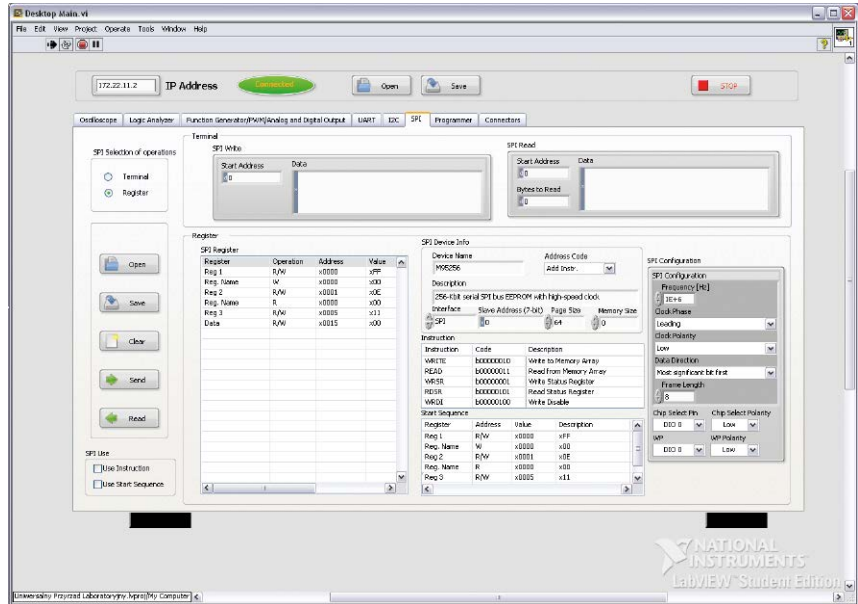 Desktop Main.vi
File Edit View Project Operate Tools Window Help
172.22.11.2 IP Address Connected Open Save STOP
Oscilloscope Logic Analyzer Function Generator/PWM/Analog and Digital Output UART I2C SPI Programmer Connectors
SPI Selection of operations
Terminal
Register
Open
Save
Clear
Send
Read
SPI Use
Use Instruction
Use Start Sequence
Terminal
SPI Write
Start Address Data
0
SPI Read
Start Address Data
0
Bytes to Read
0
Register
SPI Register
Register Operation Address Value
Reg 1 R/W x0000 xFF
Reg. Name W x0000 x00
Reg 2 R/W x0001 x0E
Reg. Name R x0000 x00
Reg 3 R/W x0005 x11
Data R/W x0015 x00
SPI Device Info
Device Name Address Code
M95256 Add Instr.
Description
256-Kbit serial SPI bus EEPROM with high-speed clock
Interface Slave Address (7-bit) Page Size Memory Size
SPI 0 64 0
Instruction
Instruction Code Description
WRITE b00000010 Write to Memory Array
READ b00000011 Read from Memory Array
WRSR b00000001 Write Status Register
RDSR b00000101 Read Status Register
WRDI b00000100 Write Disable
Start Sequence
Register Address Value Description
Reg 1 R/W x0000 xFF
Reg. Name W x0000 x00
Reg 2 R/W x0001 x0E
Reg. Name R x0000 x00
Reg 3 R/W x0005 x11
SPI Configuration
SPI Configuration
Frequency [Hz]
1E+6
Clock Phase
Leading
Clock Polarity
Low
Data Direction
Most significant bit first
Frame Length
8
Chip Select Pin Chip Select Polarity
DIO 0 Low
WP WP Polarity
DIO 0 Low
NATIONAL
INSTRUMENTS
LabVIEW Student Edition
Uniwersalny Przyrzad Laboratoryjny.lvproj/My Computer